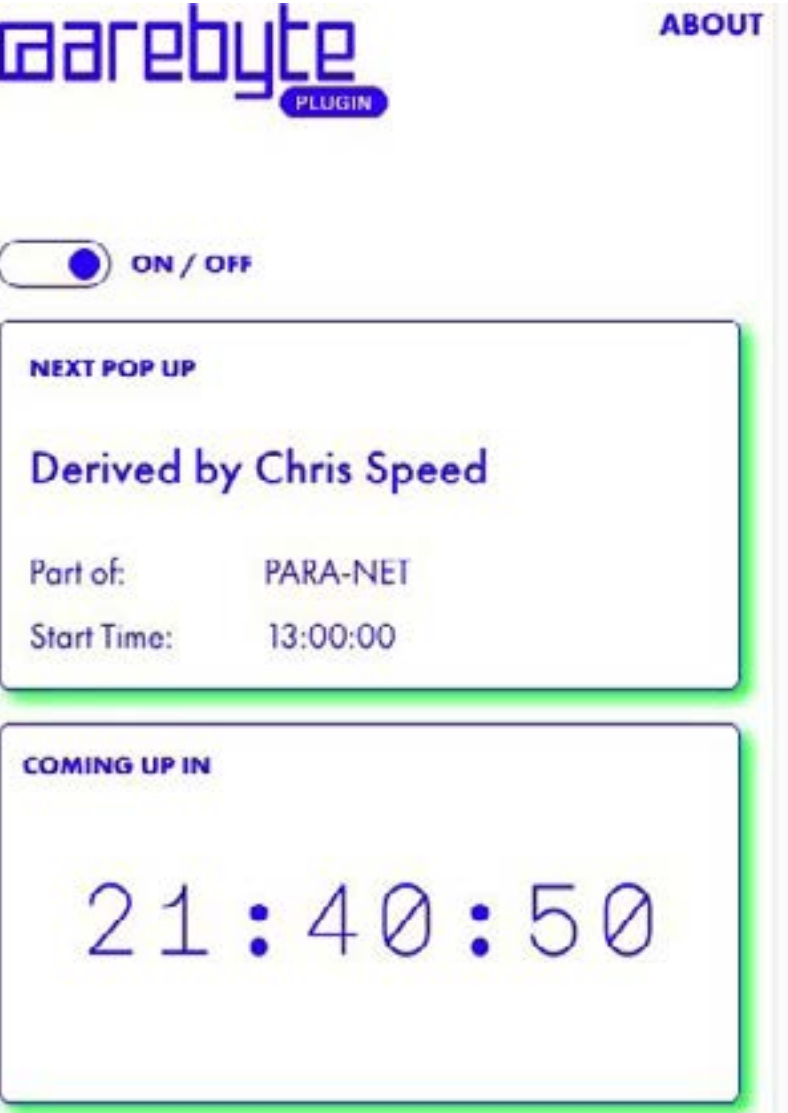 arebyte
ABOUT
PLUGIN
ON / OFF
NEXT POP UP
Derived by Chris Speed
Part of: PARA-NET
Start Time: 13:00:00
COMING UP IN
21:40:50